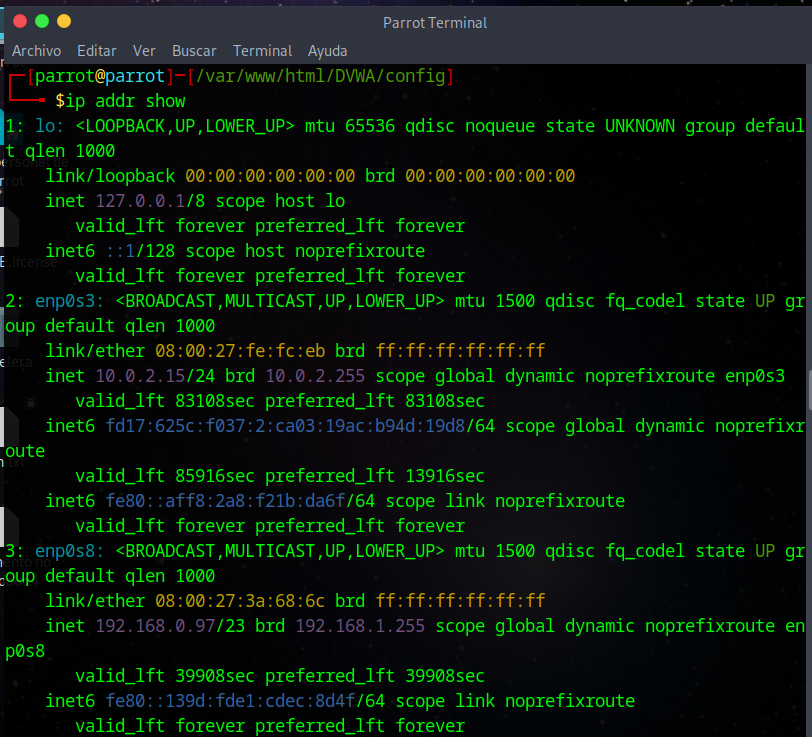 Parrot Terminal
Archivo Editar Ver Buscar Terminal Ayuda
┌─[parrot@parrot]─[/var/www/html/DVWA/config]
└──╼ $ip addr show
1: lo: <LOOPBACK,UP,LOWER_UP> mtu 65536 qdisc noqueue state UNKNOWN group defaul
t qlen 1000
    link/loopback 00:00:00:00:00:00 brd 00:00:00:00:00:00
    inet 127.0.0.1/8 scope host lo
       valid_lft forever preferred_lft forever
    inet6 ::1/128 scope host noprefixroute
       valid_lft forever preferred_lft forever
2: enp0s3: <BROADCAST,MULTICAST,UP,LOWER_UP> mtu 1500 qdisc fq_codel state UP gr
oup default qlen 1000
    link/ether 08:00:27:fe:fc:eb brd ff:ff:ff:ff:ff:ff
    inet 10.0.2.15/24 brd 10.0.2.255 scope global dynamic noprefixroute enp0s3
       valid_lft 83108sec preferred_lft 83108sec
    inet6 fd17:625c:f037:2:ca03:19ac:b94d:19d8/64 scope global dynamic noprefixr
oute
       valid_lft 85916sec preferred_lft 13916sec
    inet6 fe80::aff8:2a8:f21b:da6f/64 scope link noprefixroute
       valid_lft forever preferred_lft forever
3: enp0s8: <BROADCAST,MULTICAST,UP,LOWER_UP> mtu 1500 qdisc fq_codel state UP gr
oup default qlen 1000
    link/ether 08:00:27:3a:68:6c brd ff:ff:ff:ff:ff:ff
    inet 192.168.0.97/23 brd 192.168.1.255 scope global dynamic noprefixroute en
p0s8
       valid_lft 39908sec preferred_lft 39908sec
    inet6 fe80::139d:fde1:cdec:8d4f/64 scope link noprefixroute
       valid_lft forever preferred_lft forever